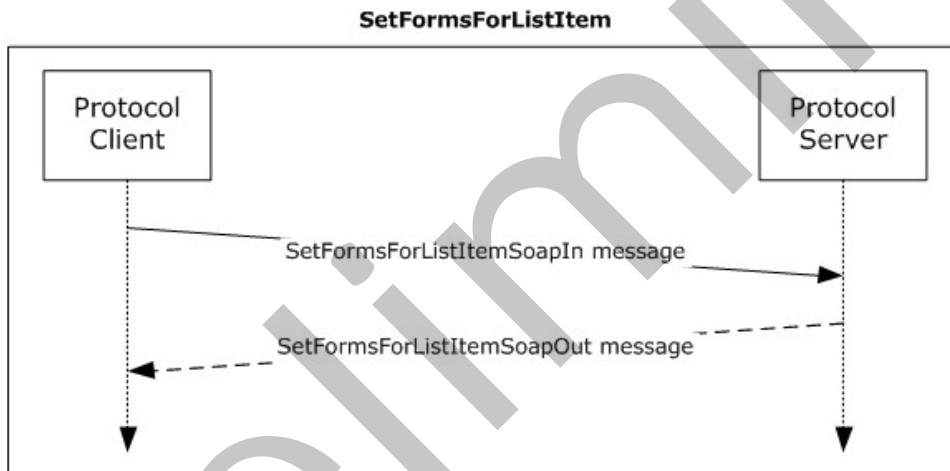 SetFormsForListItem
Protocol
Client
Protocol
Server
SetFormsForListItemSoapIn message
SetFormsForListItemSoapOut message